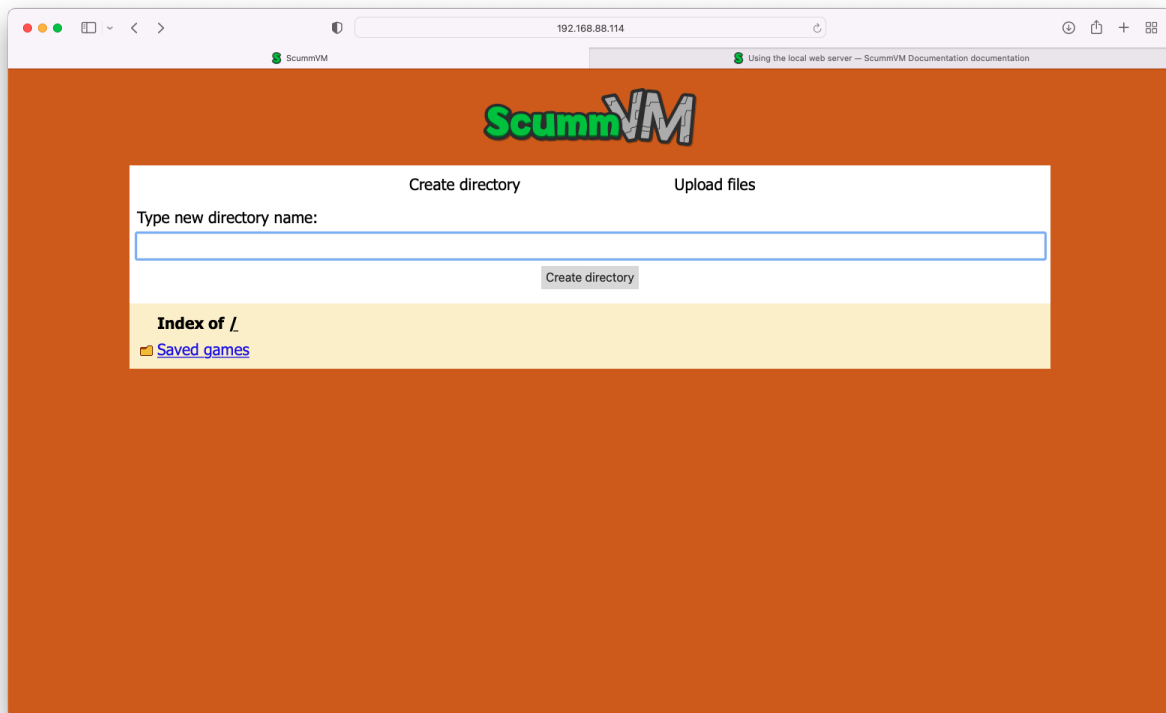 192.168.88.114
ScummVM
Using the local web server — ScummVM Documentation documentation
ScummVM
Create directory
Upload files
Type new directory name:
Create directory
Index of /
Saved games